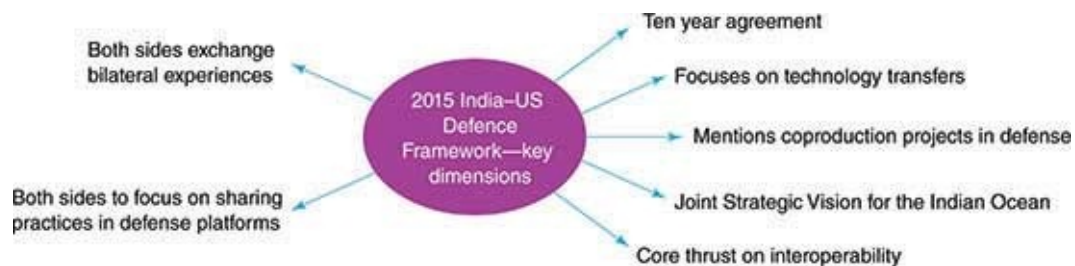 2015 India–US
Defence
Framework—key
dimensions
Both sides exchange
bilateral experiences
Both sides to focus on sharing
practices in defense platforms
Ten year agreement
Focuses on technology transfers
Mentions coproduction projects in defense
Joint Strategic Vision for the Indian Ocean
Core thrust on interoperability